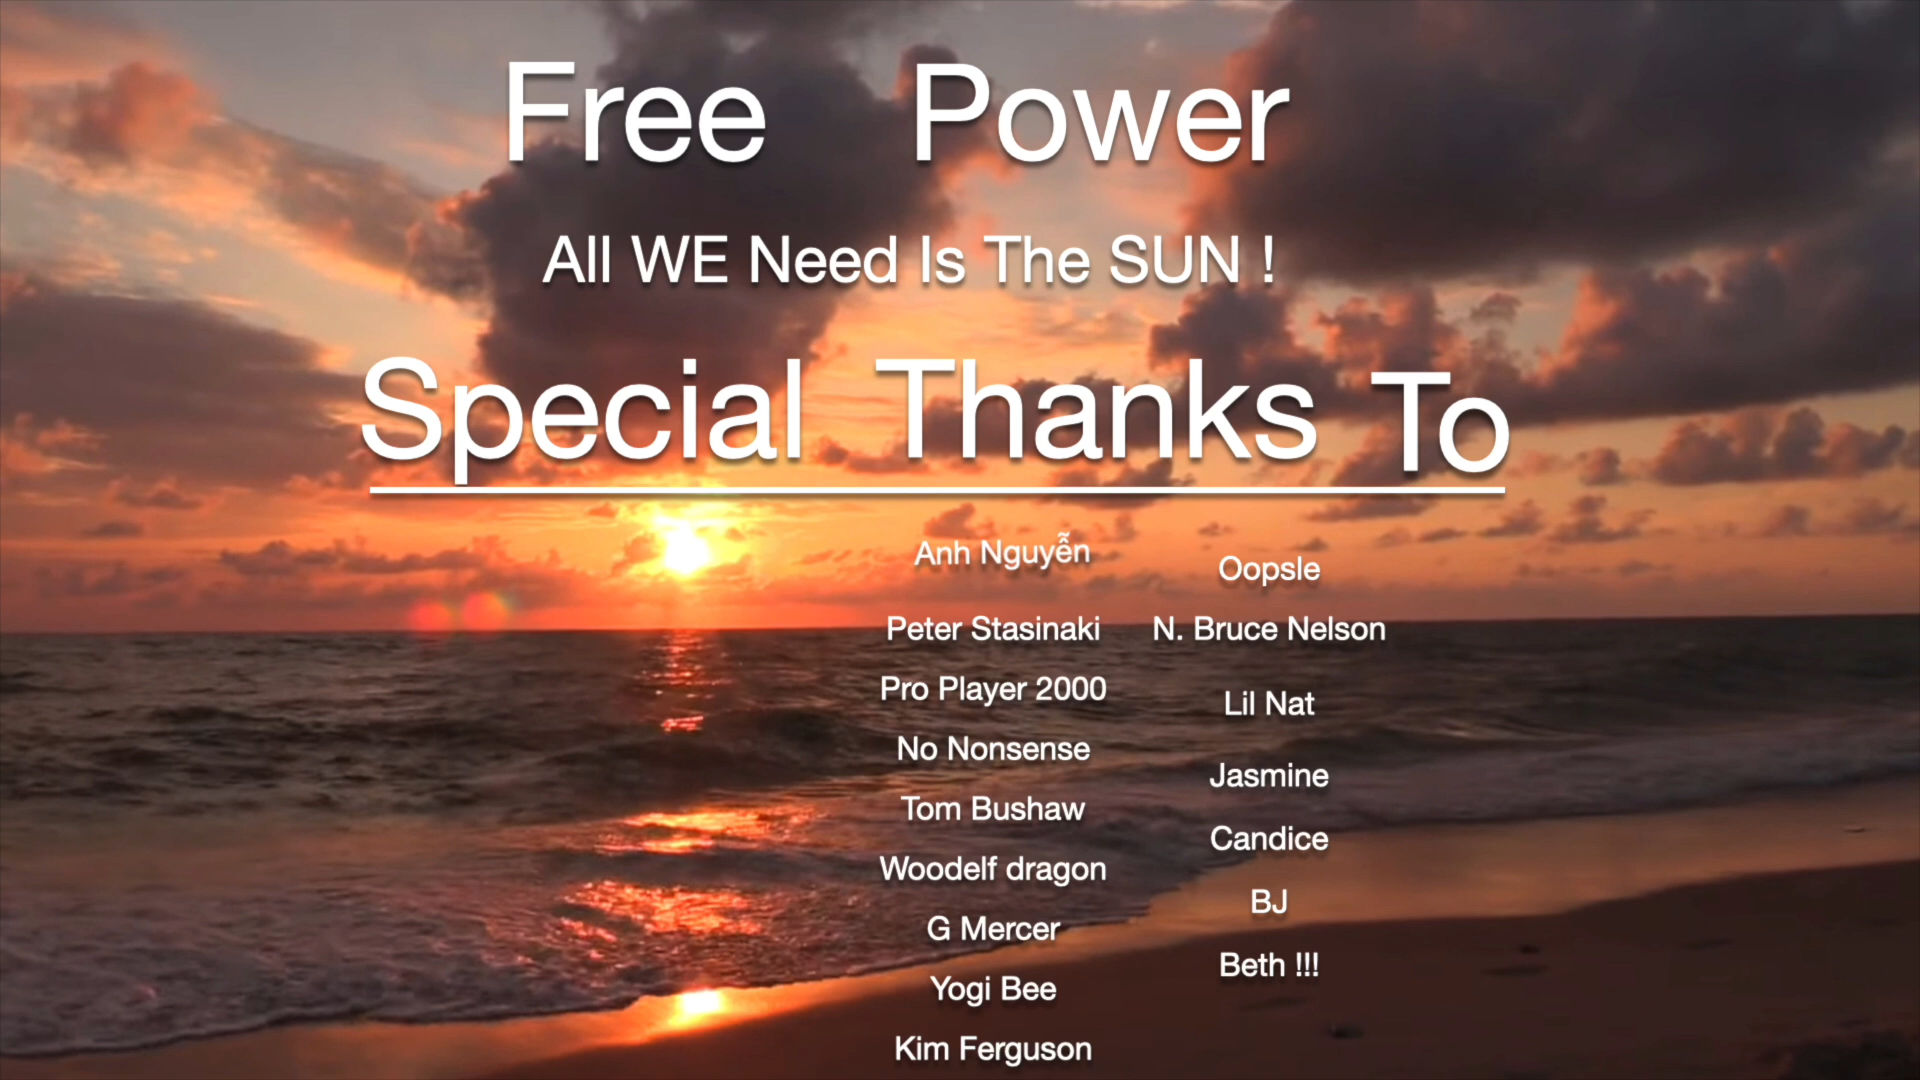 Free Power
All WE Need Is The SUN !
Special Thanks To
Anh Nguyễn
Peter Stasinaki
Pro Player 2000
No Nonsense
Tom Bushaw
Woodelf dragon
G Mercer
Yogi Bee
Kim Ferguson
Oopsle
N. Bruce Nelson
Lil Nat
Jasmine
Candice
BJ
Beth !!!